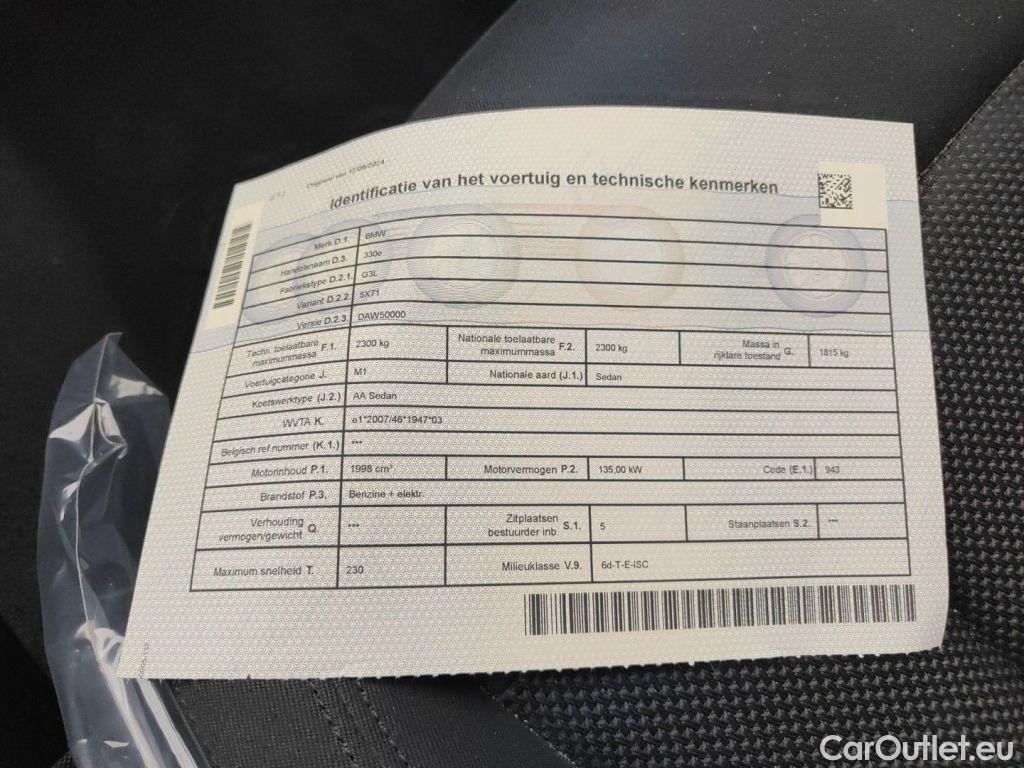 Origineel van 12/08/2024
Identificatie van het voertuig en technische kenmerken
Merk D.1. BMW
Handelsnaam D.3. 330e
Fabriekstype D.2.1. G3L
Variant D.2.2. 5X71
Versie D.2.3. DAW50000
Techn. toelaatbare maximummassa F.1. 2300 kg Nationale toelaatbare maximummassa F.2. 2300 kg Massa in rijklare toestand G. 1815 kg
Voertuigcategorie J. M1 Nationale aard (J.1.) Sedan
Koetswerktype (J.2.) AA Sedan
WVTA K. e1*2007/46*1947*03
Belgisch ref.nummer (K.1.) ***
Motorinhoud P.1. 1998 cm³ Motorvermogen P.2. 135,00 kW Code (E.1.) 943
Brandstof P.3. Benzine + elektr.
Verhouding vermogen/gewicht Q. *** Zitplaatsen bestuurder inb. S.1. 5 Staanplaatsen S.2. ***
Maximum snelheid T. 230 Milieuklasse V.9. 6d-T-E-ISC
CarOutlet.eu